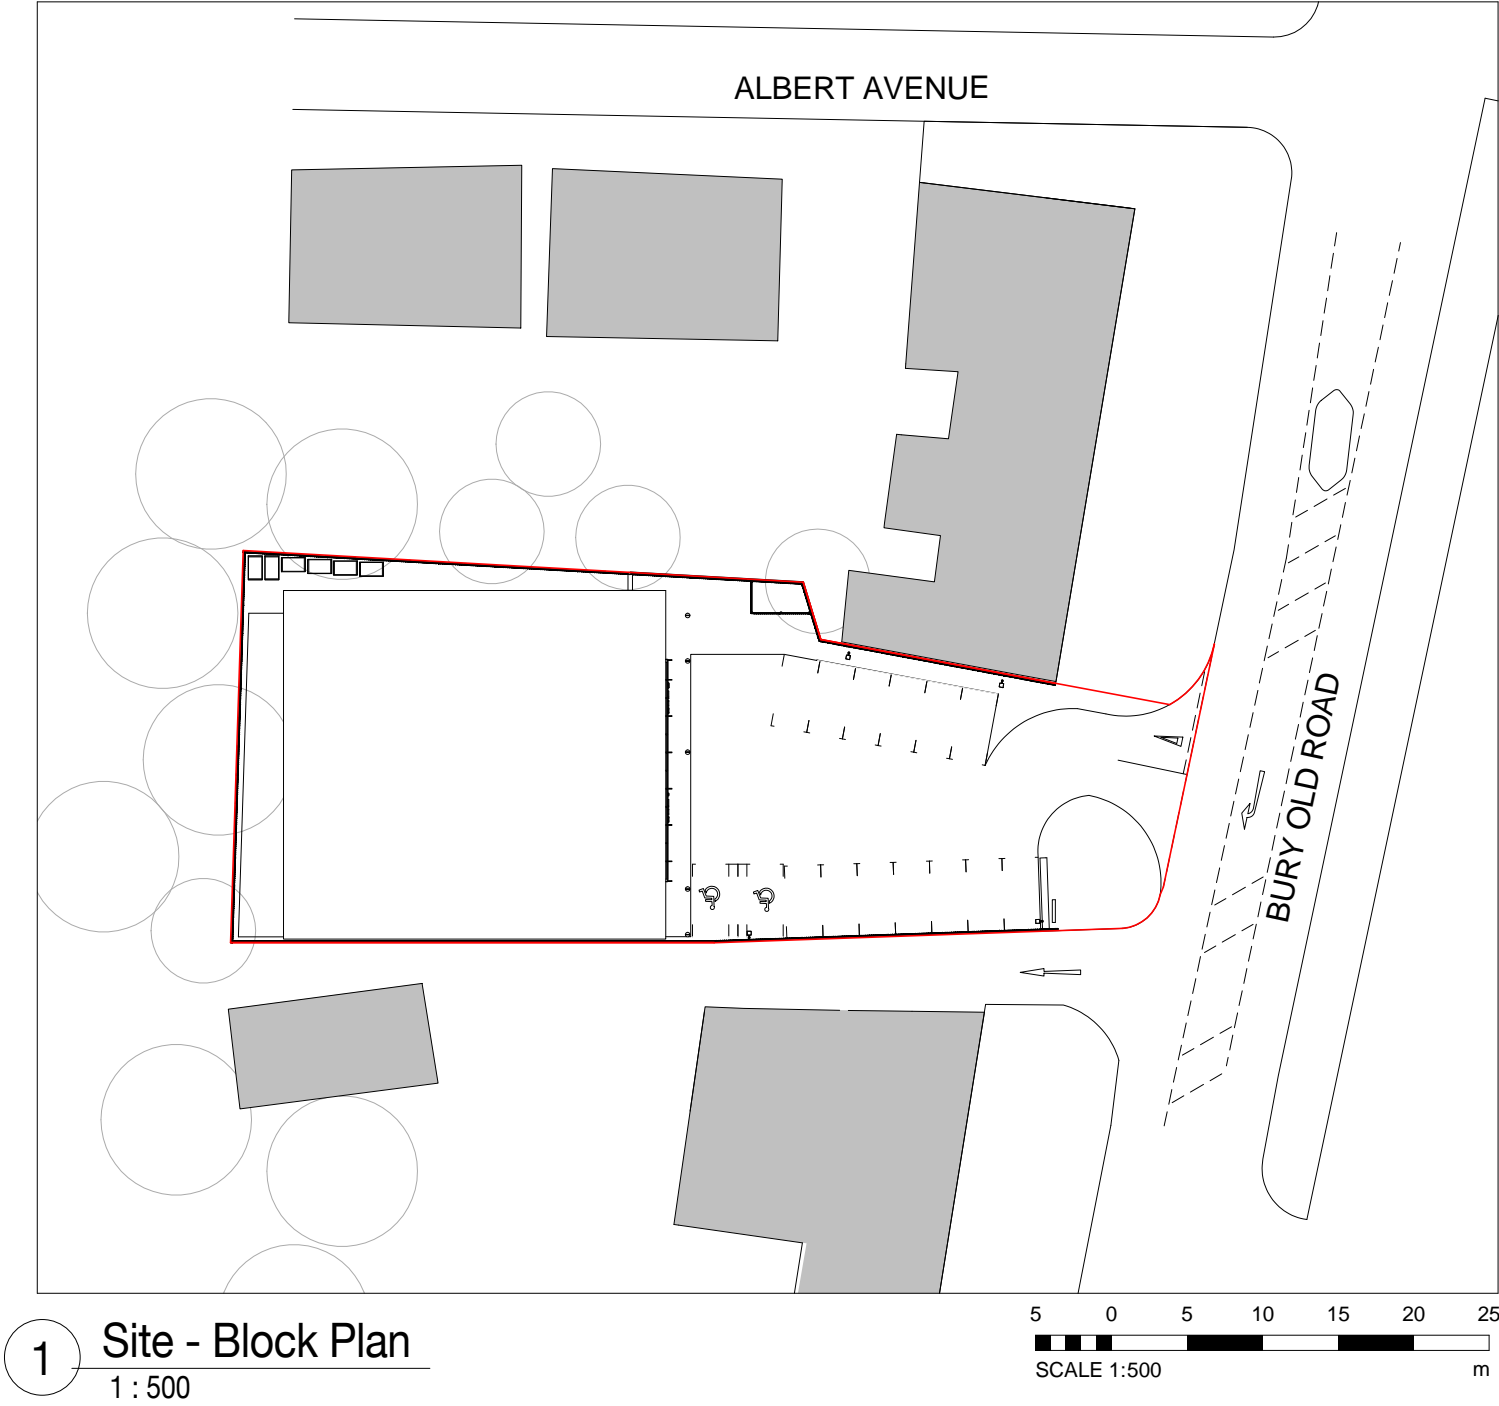 ALBERT AVENUE
BURY OLD ROAD
1
Site - Block Plan
1 : 500
5 0 5 10 15 20 25
SCALE 1:500 m